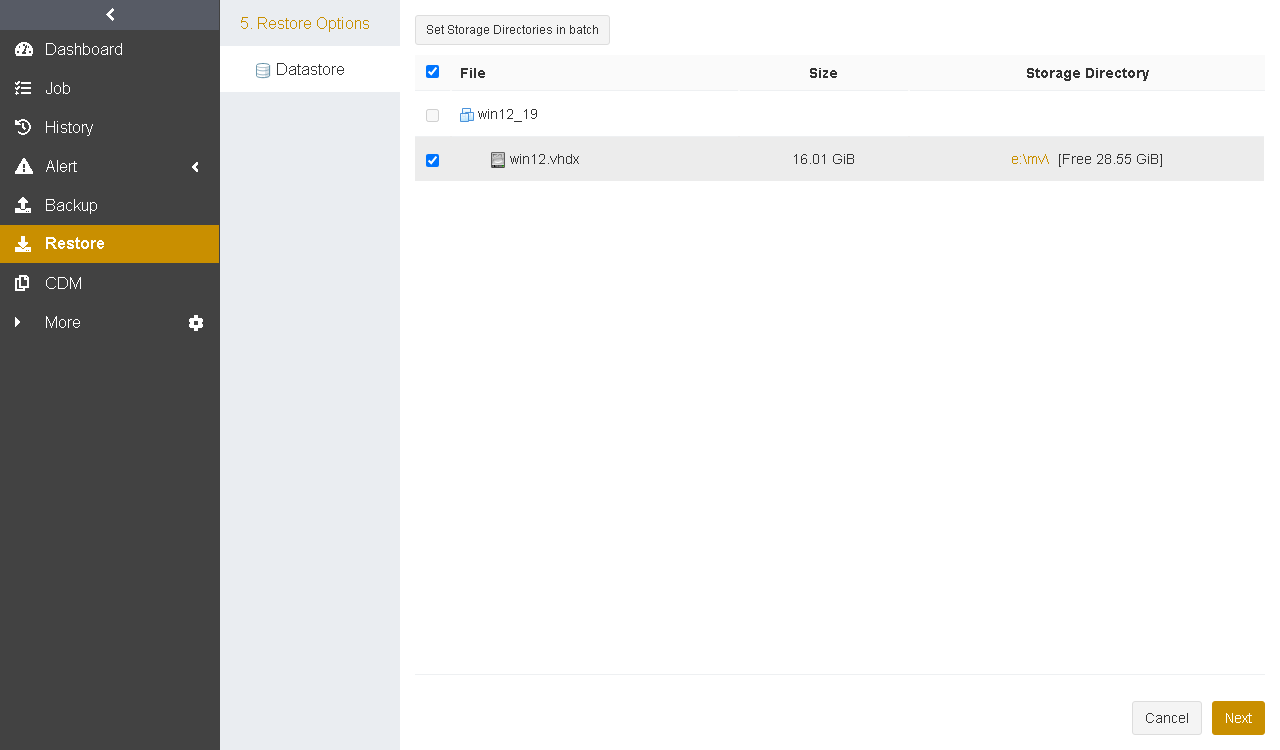 Dashboard
Job
History
Alert
Backup
Restore
CDM
More
5. Restore Options
Datastore
Set Storage Directories in batch
File Size Storage Directory
win12_19
win12.vhdx 16.01 GiB e:\mv\ [Free 28.55 GiB]
Cancel Next